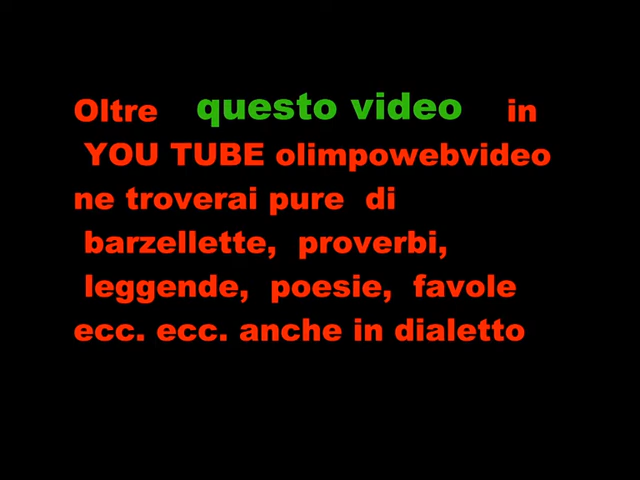 Oltre questo video in
YOU TUBE olimpowebvideo
ne troverai pure di
barzellette, proverbi,
leggende, poesie, favole
ecc. ecc. anche in dialetto